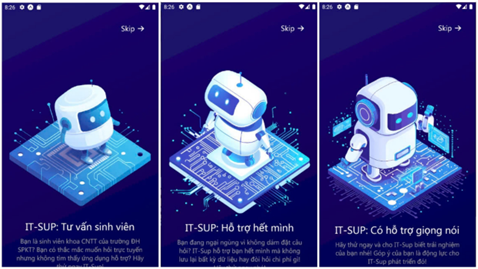 8:26
Skip →
IT-SUP: Tư vấn sinh viên
Bạn là sinh viên khoa CNTT của trường ĐH
SPKT? Bạn có thắc mắc muốn hỏi trực tuyến
nhưng không tìm thấy ứng dụng hỗ trợ? Hãy
8:26
Skip →
IT-SUP: Hỗ trợ hết mình
Bạn đang ngại ngùng vì không dám đặt câu
hỏi? IT-Sup hỗ trợ bạn hết mình mà không
lưu lại bất kỳ dữ liệu hay đòi hỏi chi phí gì!
8:26
Skip →
IT-SUP: Có hỗ trợ giọng nói
Hãy thử ngay và cho IT-Sup biết trải nghiệm
của bạn nhé! Góp ý của bạn là động lực cho
IT-Sup phát triển đó!